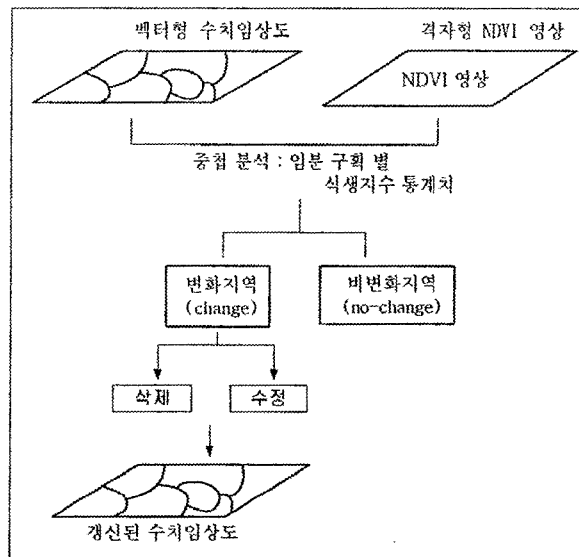 벡터형 수치임상도
격자형 NDVI 영상
NDVI 영상
중첩 분석 : 임분 구획 별
식생지수 통계치
변화지역
(change)
비변화지역
(no-change)
삭제
수정
갱신된 수치임상도